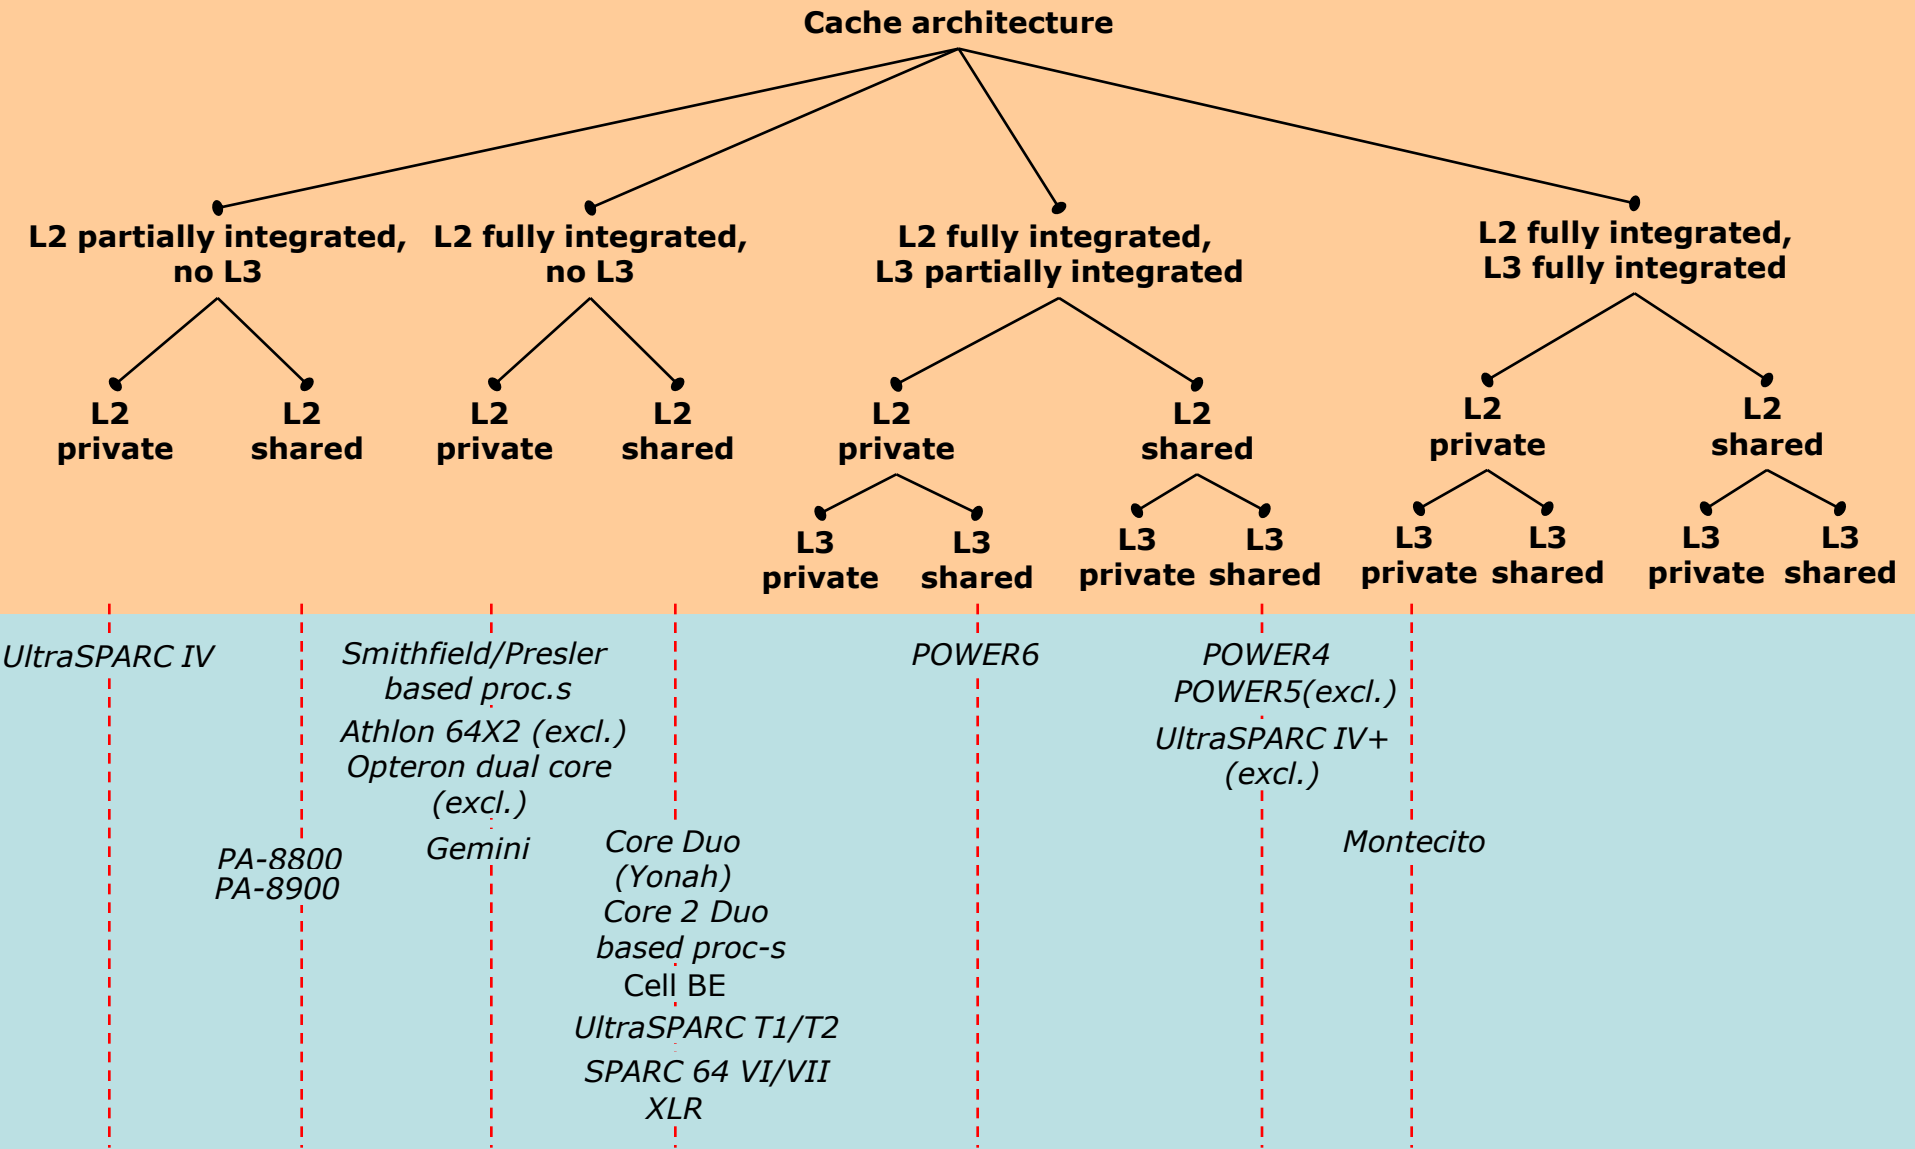 Cache architecture
L2 partially integrated,
no L3
L2 fully integrated,
no L3
L2 fully integrated,
L3 partially integrated
L2 fully integrated,
L3 fully integrated
L2
private
L2
shared
L2
private
L2
shared
L2
private
L2
shared
L2
private
L2
shared
L3
private
L3
shared
L3
private
L3
shared
L3
private
L3
shared
L3
private
L3
shared
UltraSPARC IV
PA-8800
PA-8900
Smithfield/Presler
based proc.s
Athlon 64X2 (excl.)
Opteron dual core
(excl.)
Gemini
Core Duo
(Yonah)
Core 2 Duo
based proc-s
Cell BE
UltraSPARC T1/T2
SPARC 64 VI/VII
XLR
POWER6
POWER4
POWER5(excl.)
UltraSPARC IV+
(excl.)
Montecito